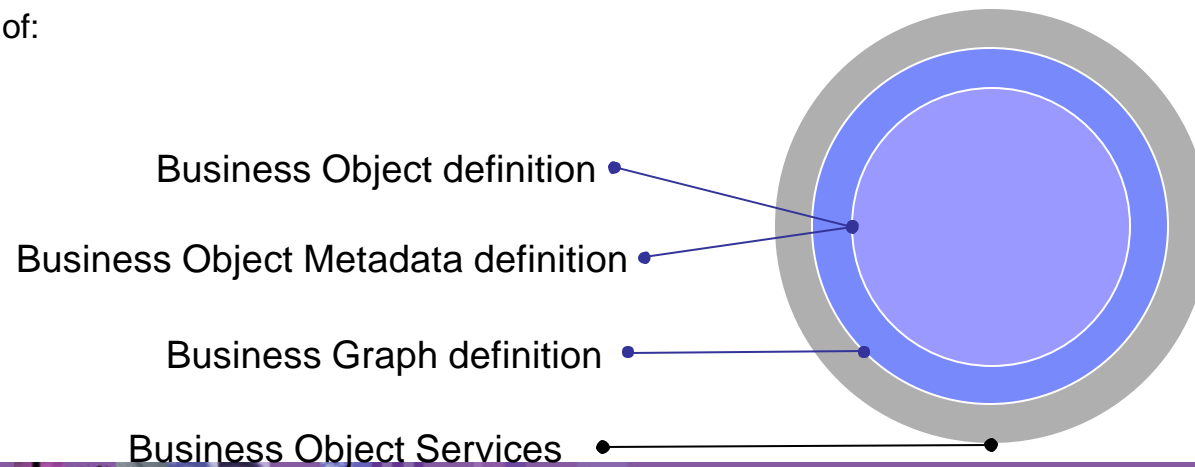 of:
Business Object definition
Business Object Metadata definition
Business Graph definition
Business Object Services